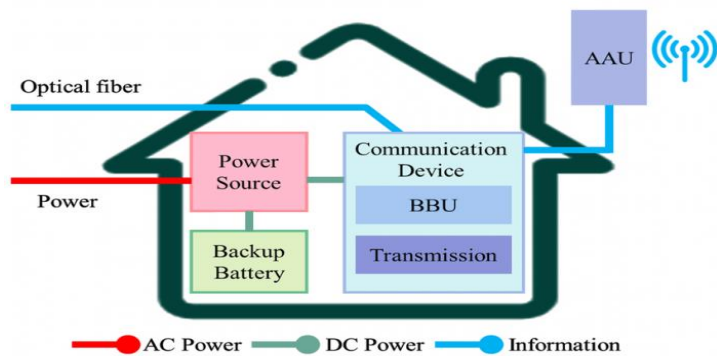 AAU
Optical fiber
Power
Source
Communication
Device
BBU
Power
Backup
Battery
Transmission
AC Power
DC Power
Information